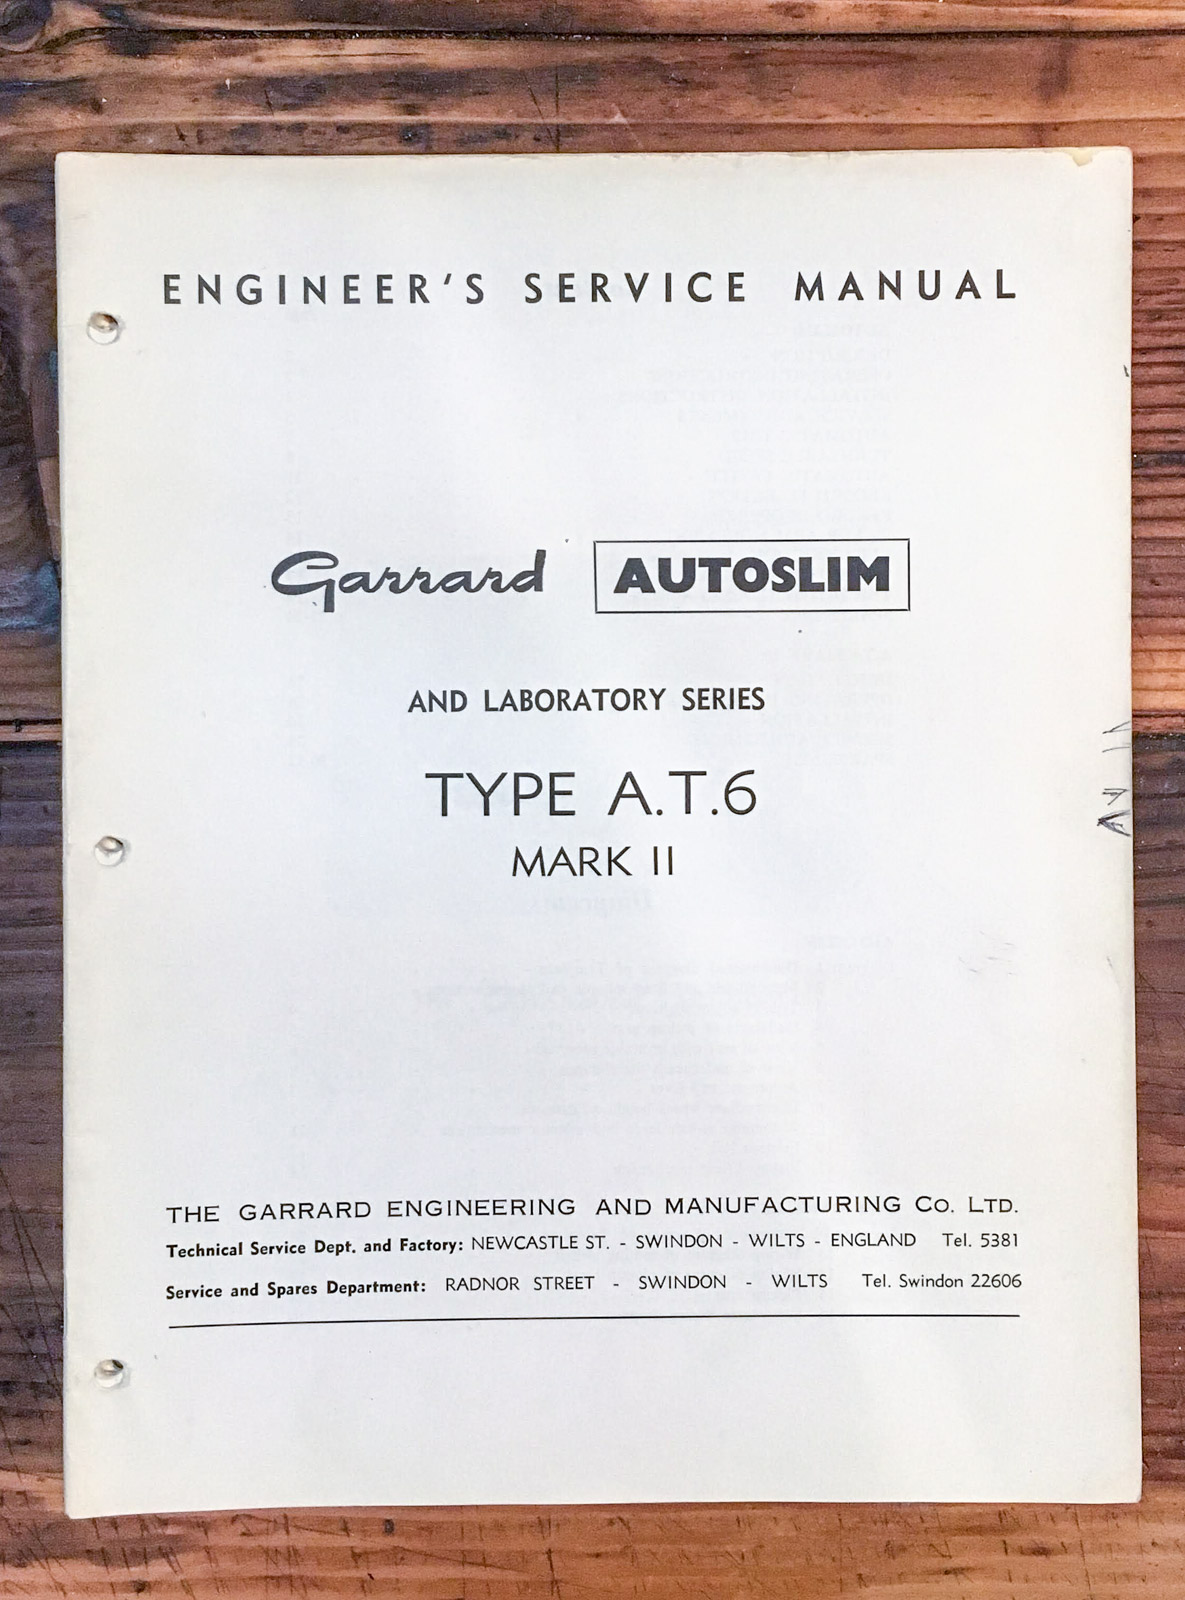 ENGINEER'S SERVICE MANUAL
Garrard AUTOSLIM
AND LABORATORY SERIES
TYPE A.T.6
MARK II
THE GARRARD ENGINEERING AND MANUFACTURING Co. LTD.
Technical Service Dept. and Factory: NEWCASTLE ST. - SWINDON - WILTS - ENGLAND Tel. 5381
Service and Spares Department: RADNOR STREET - SWINDON - WILTS Tel. Swindon 22606